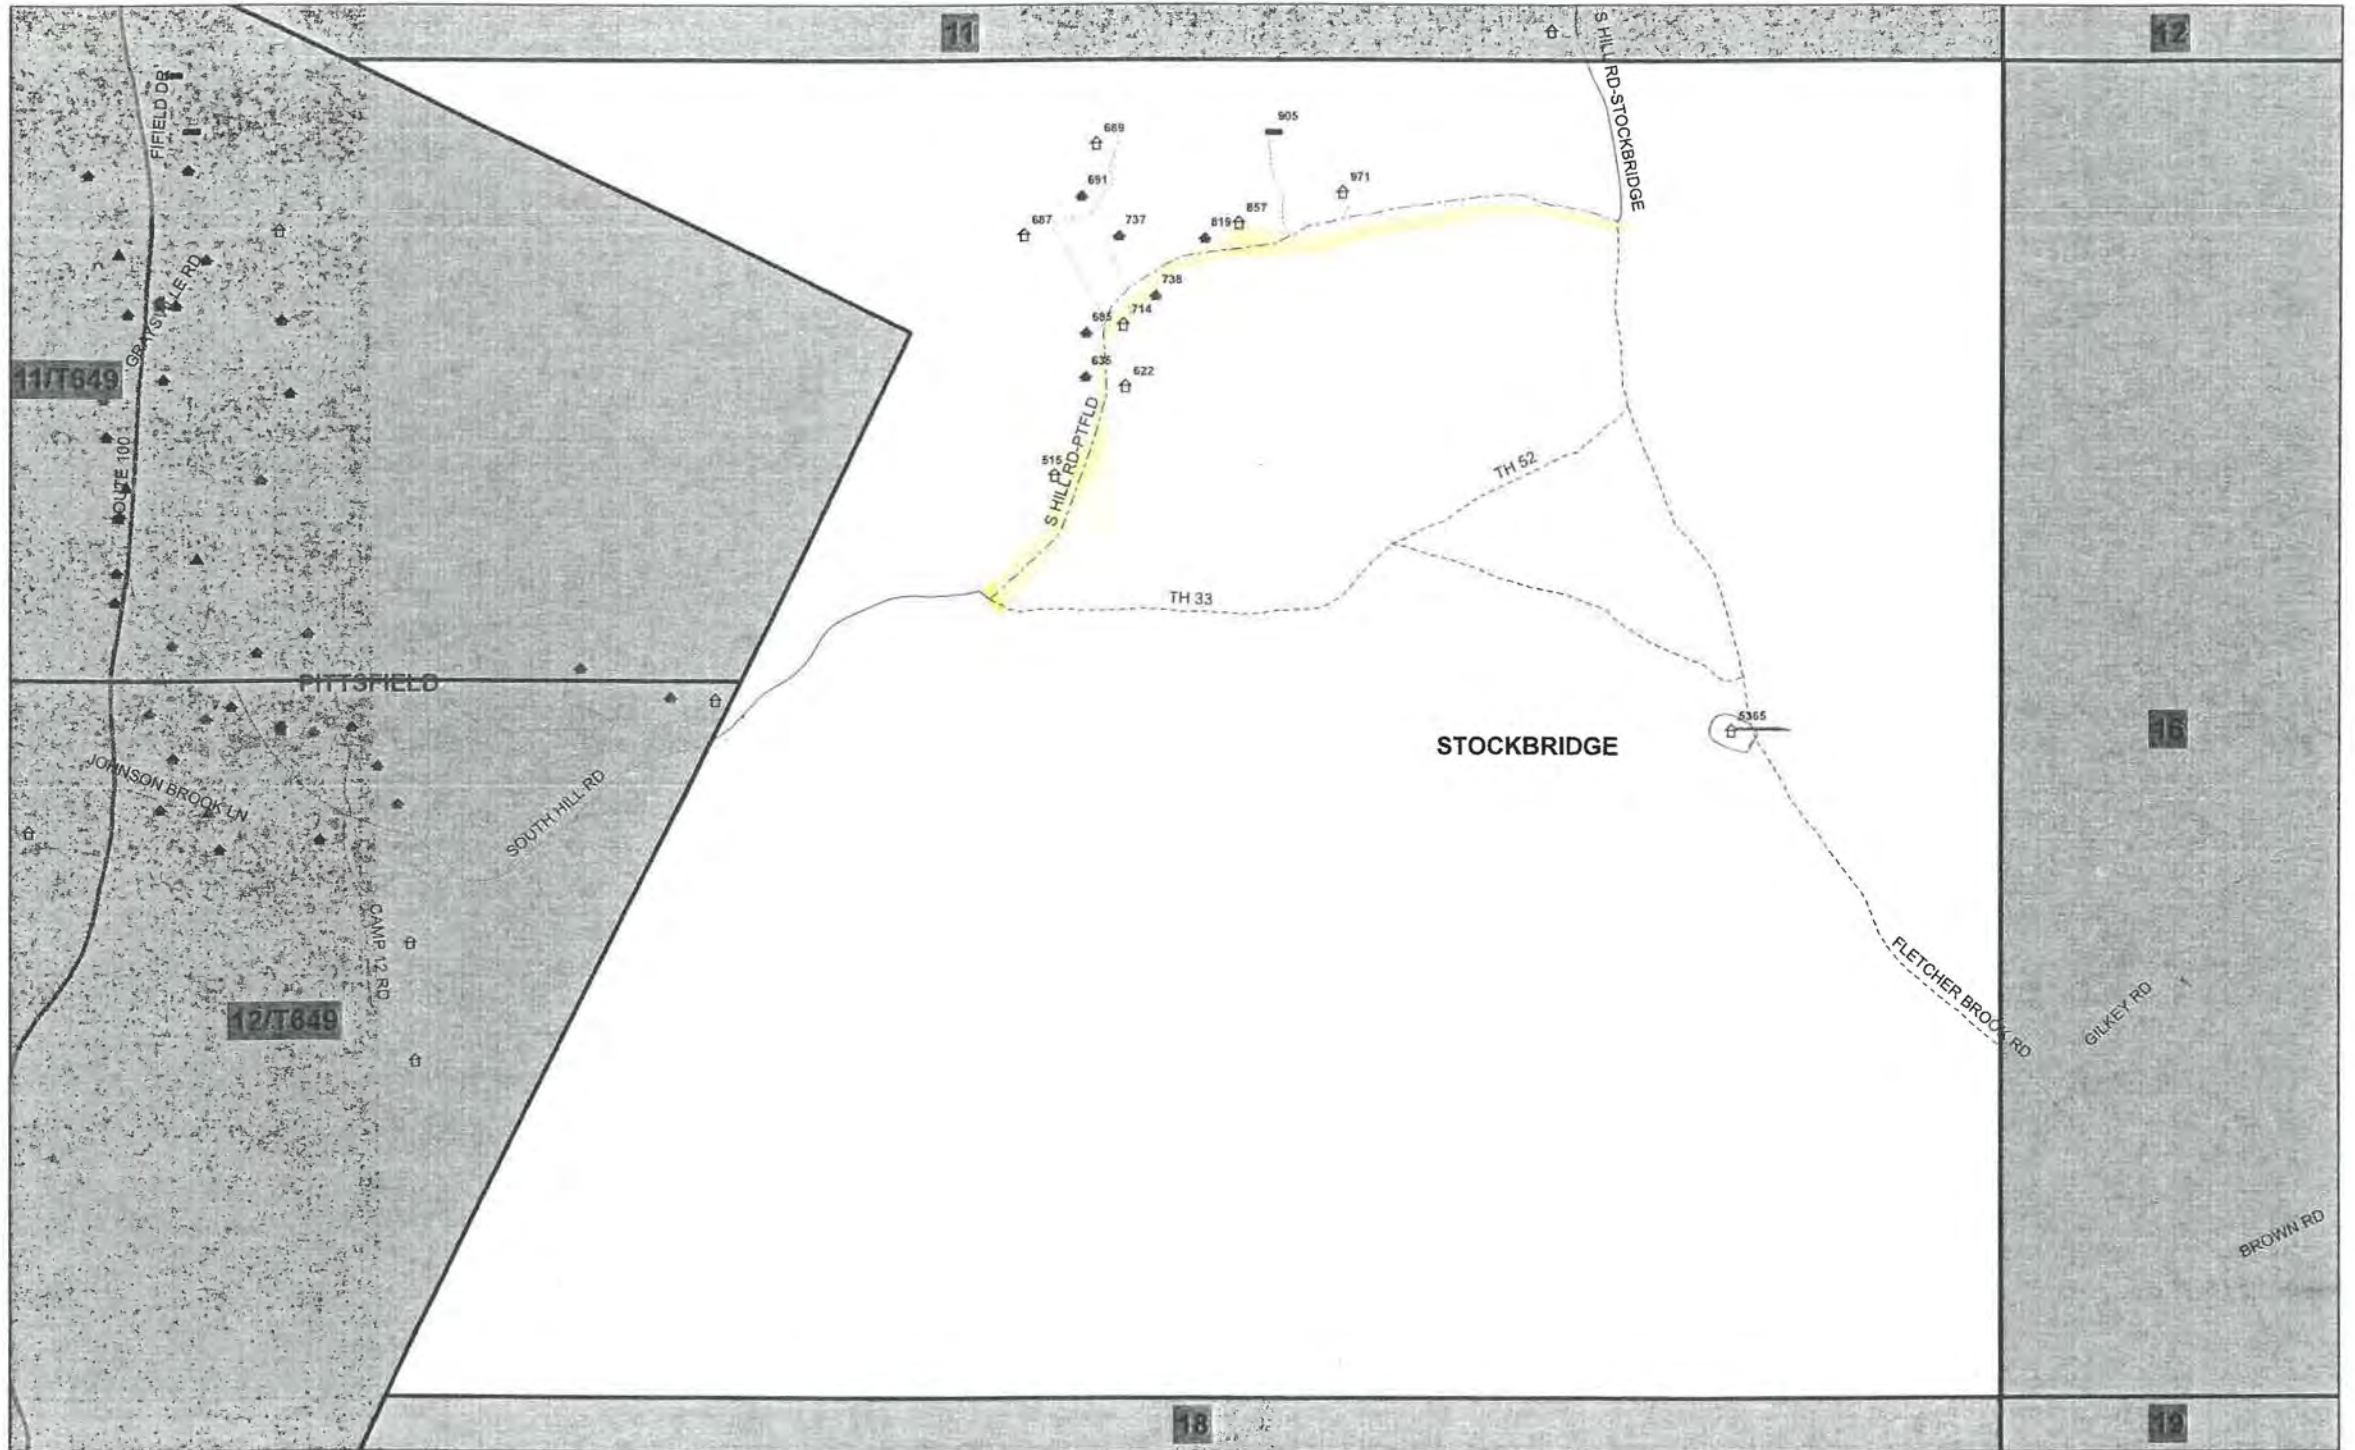 11
12
S HILL RD-STOCKBRIDGE
FIFIELD DR
689
905
691
971
687
737
819
857
GRAYSVILLE RD
738
714
685
11/T649
635
622
S HILL RD-PTFLD
515
ROUTE 100
TH 52
TH 33
PITTSFIELD
5365
STOCKBRIDGE
16
JOHNSON BROOK LN
SOUTH HILL RD
CAMP 12 RD
FLETCHER BROOK RD
GILKEY RD
12/T649
BROWN RD
18
19